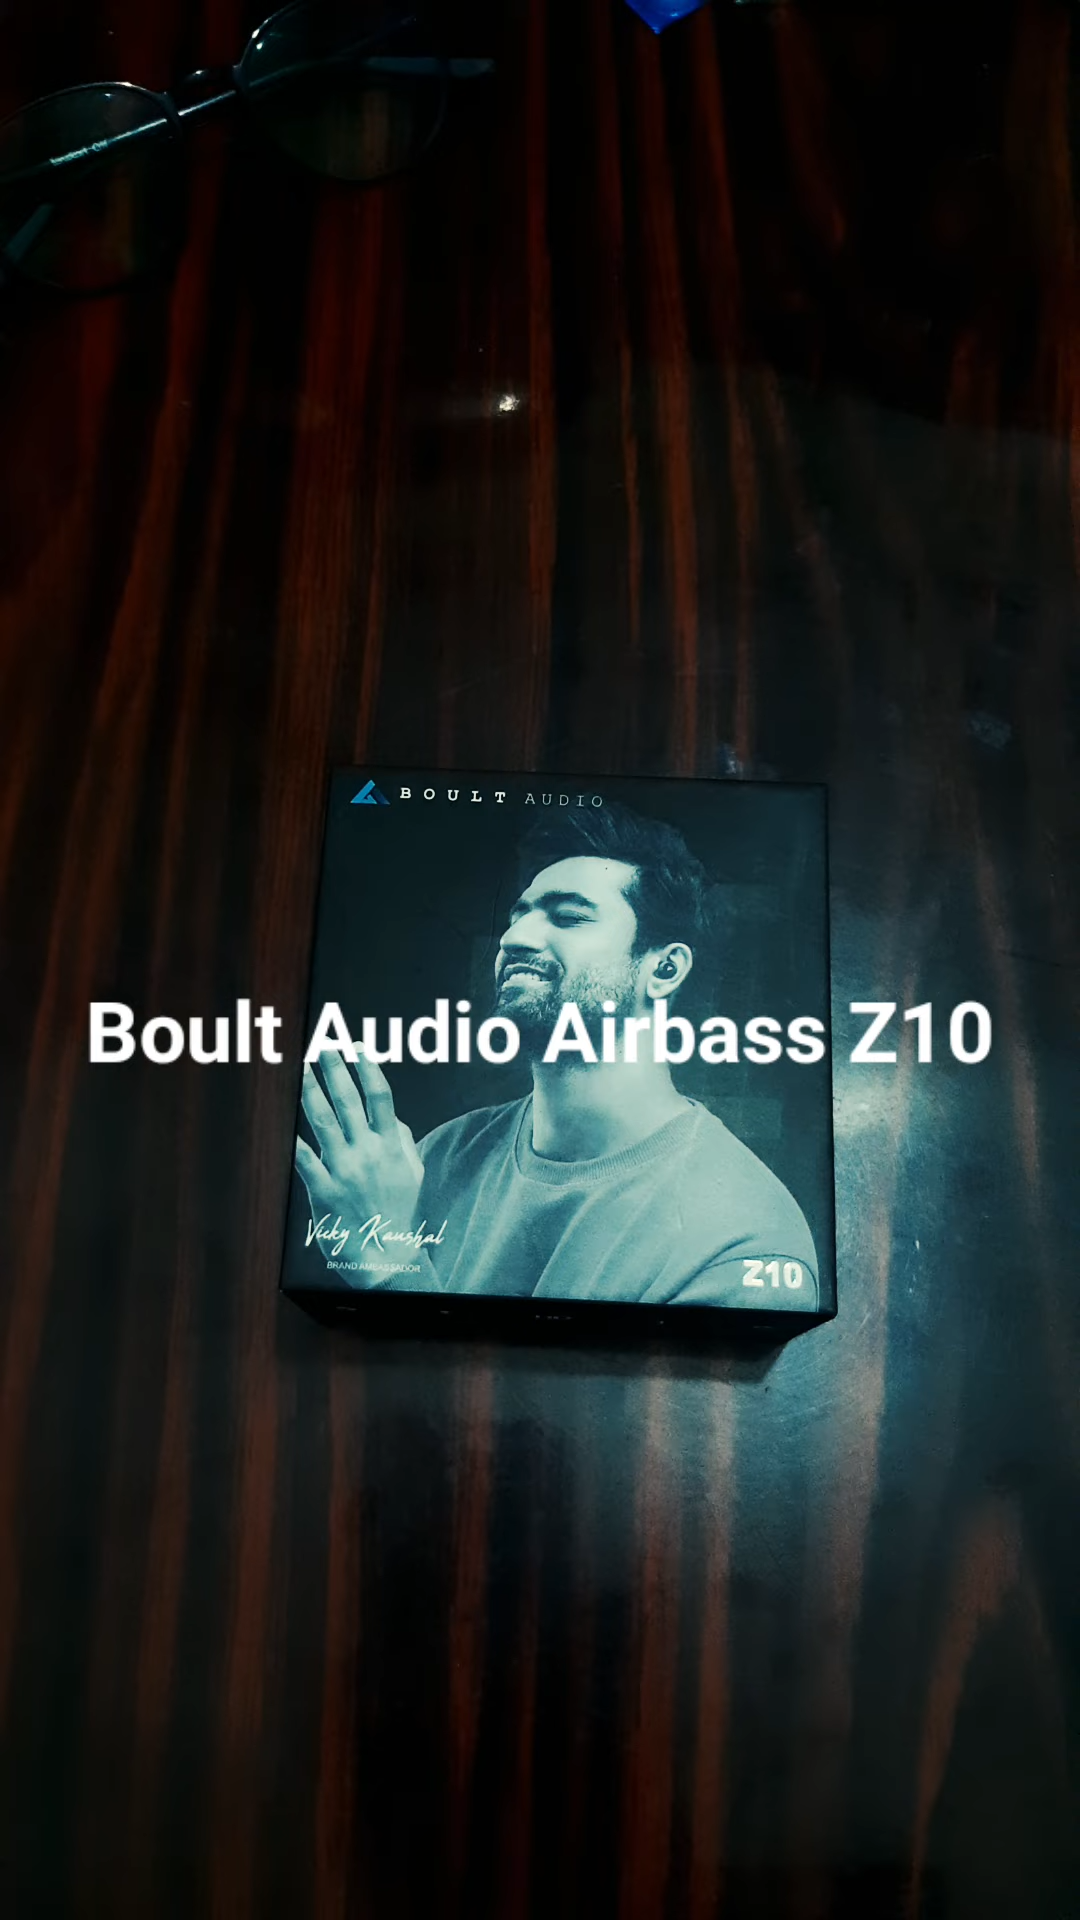 BOULT AUDIO
Boult Audio Airbass Z10
Vicky Kaushal
BRAND AMBASSADOR
Z10